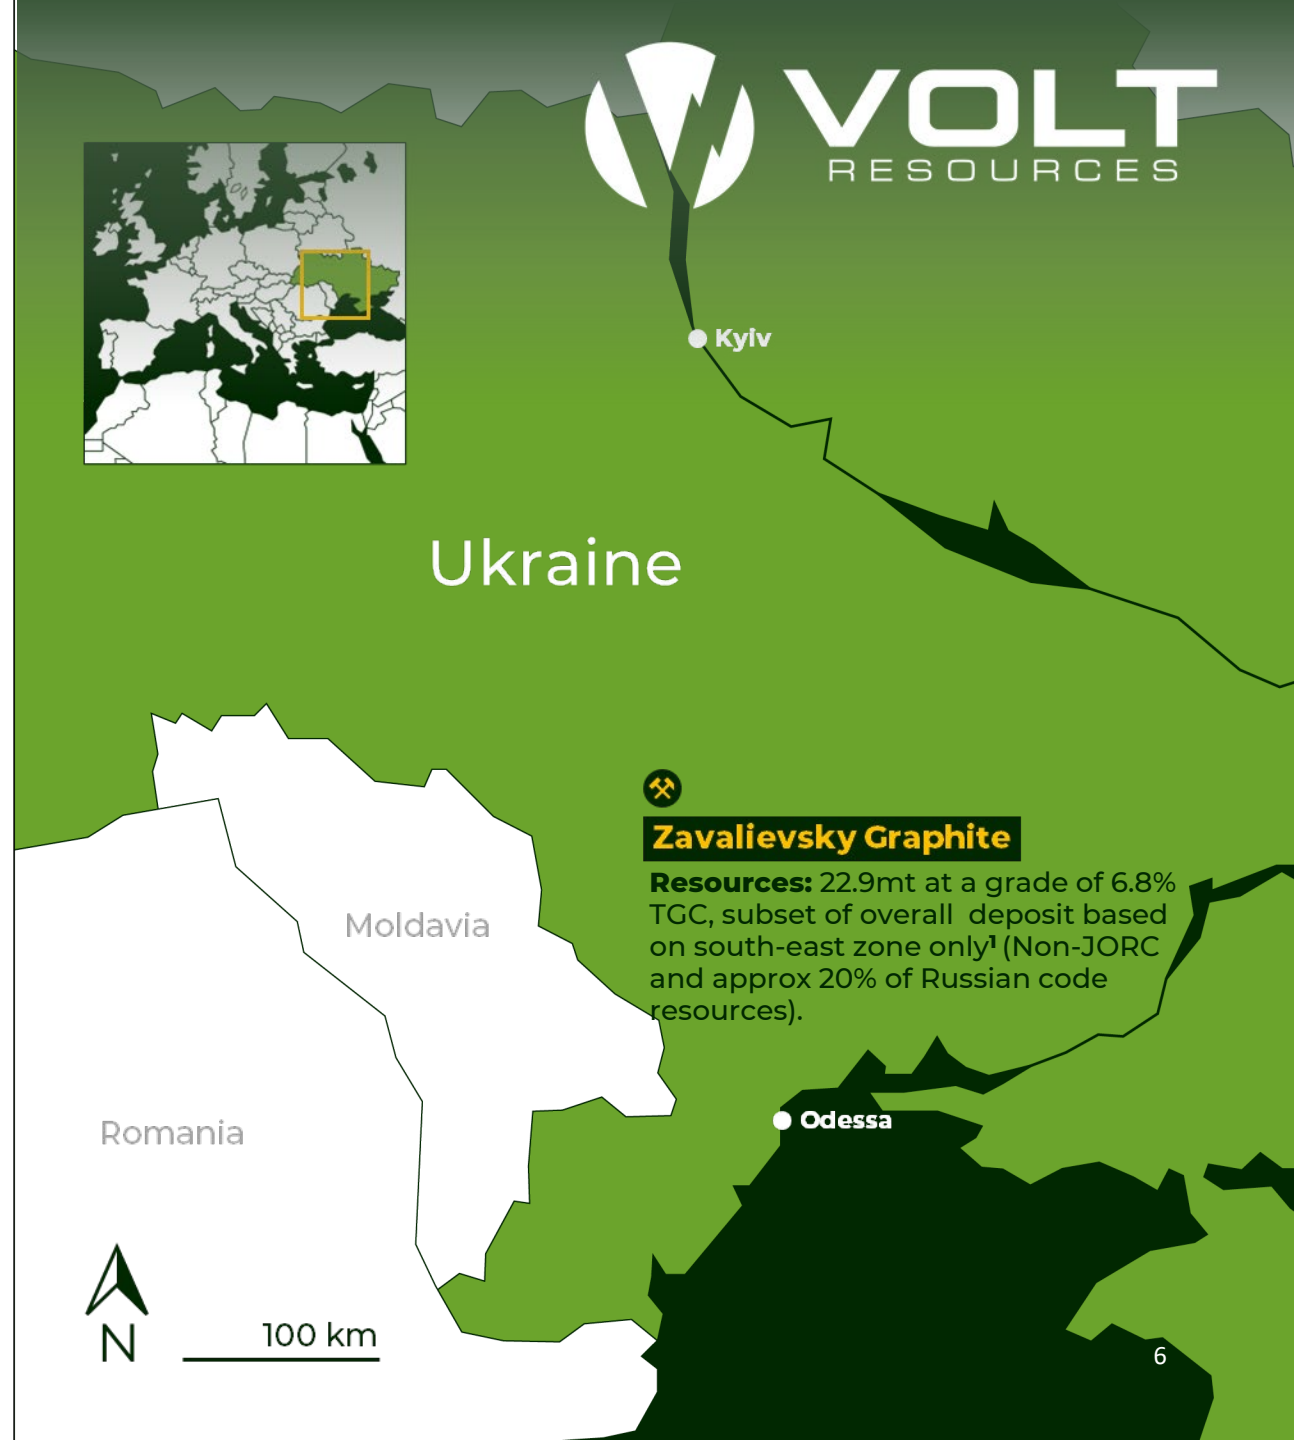 VOLT
RESOURCES
Kyiv
Ukraine
Zavalievsky Graphite
Resources: 22.9mt at a grade of 6.8%
TGC, subset of overall deposit based
on south-east zone only¹ (Non-JORC
and approx 20% of Russian code
resources).
Moldavia
Romania
Odessa
N
100 km
6